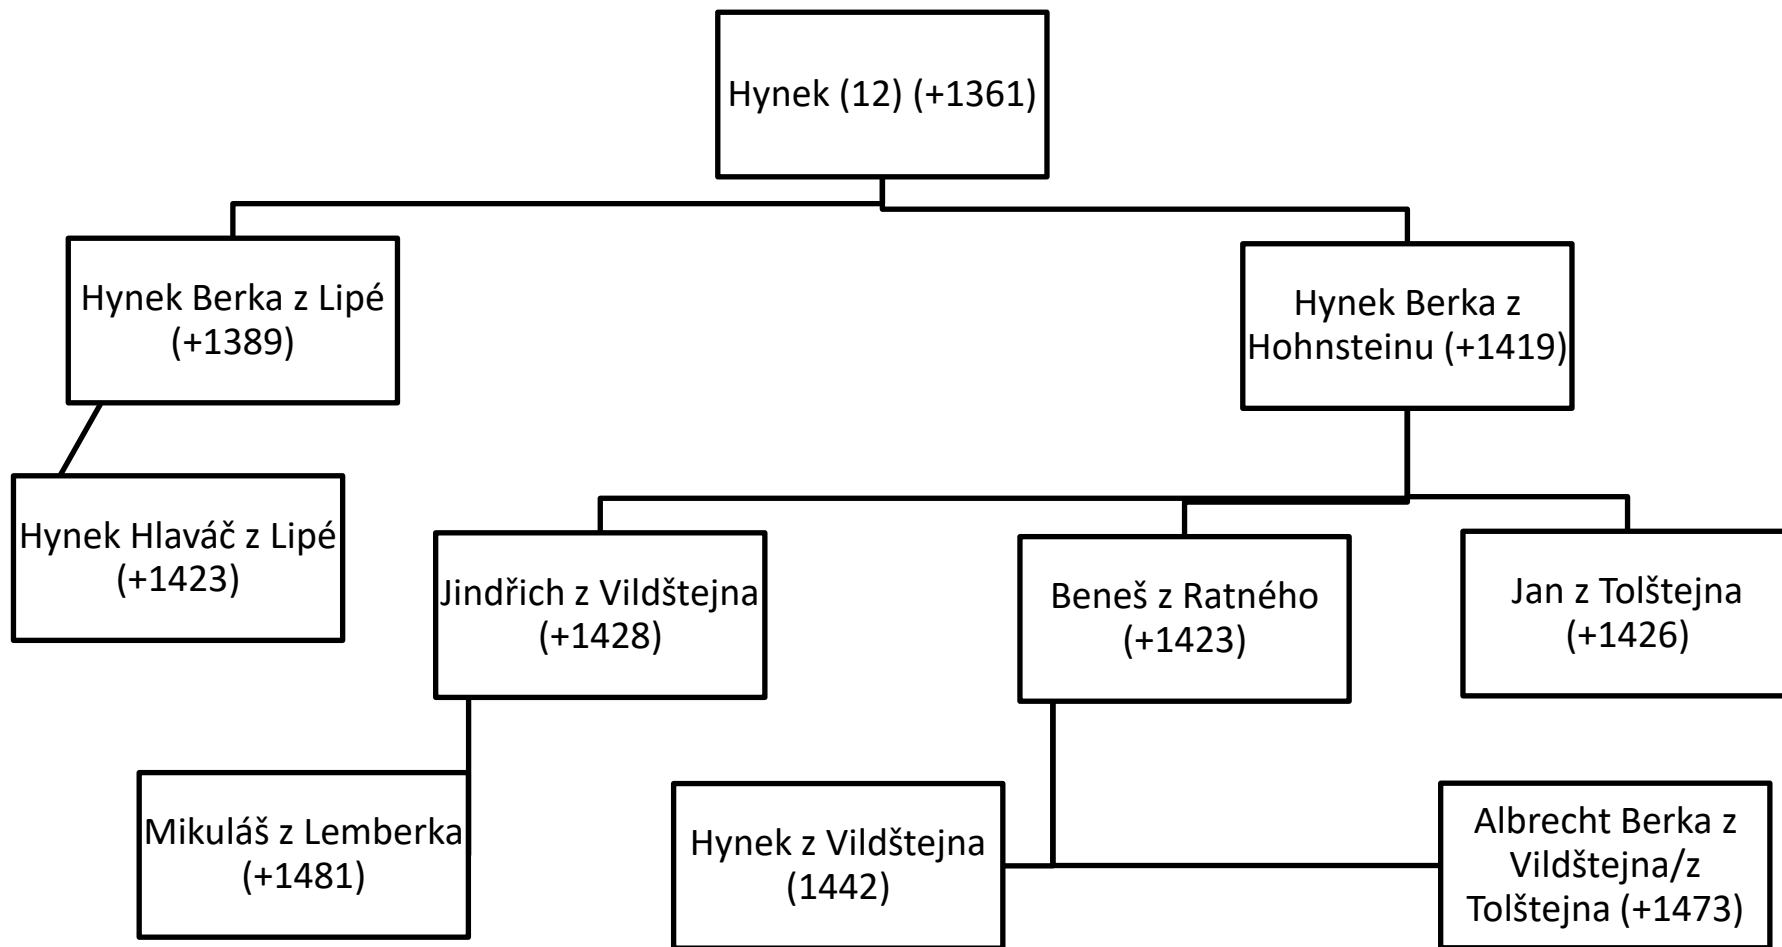 Hynek (12) (+1361)
Hynek Berka z Lipé
(+1389)
Hynek Berka z
Hohnsteinu (+1419)
Hynek Hlaváč z Lipé
(+1423)
Jindřich z Vildštejna
(+1428)
Beneš z Ratného
(+1423)
Jan z Tolštejna
(+1426)
Mikuláš z Lemberka
(+1481)
Hynek z Vildštejna
(1442)
Albrecht Berka z
Vildštejna/z
Tolštejna (+1473)